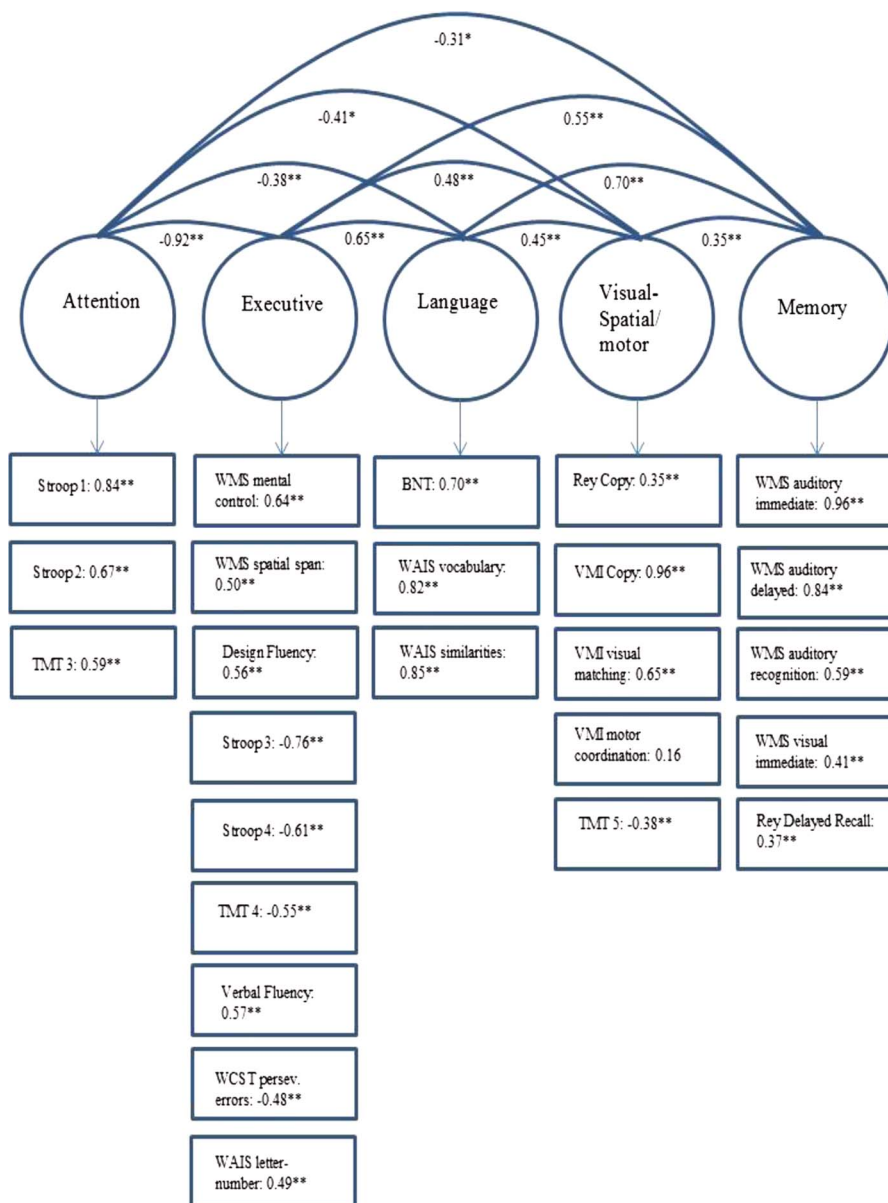 -0.31*
-0.41*
0.55**
-0.38**
0.48**
0.70**
-0.92**
0.65**
0.45**
0.35**
Attention
Executive
Language
Visual-
Spatial/
motor
Memory
Stroop 1: 0.84**
Stroop 2: 0.67**
TMT 3: 0.59**
WMS mental
control: 0.64**
WMS spatial span:
0.50**
Design Fluency:
0.56**
Stroop 3: -0.76**
Stroop 4: -0.61**
TMT 4: -0.55**
Verbal Fluency:
0.57**
WCST persev.
errors: -0.48**
WAIS letter-
number: 0.49**
BNT: 0.70**
WAIS vocabulary:
0.82**
WAIS similarities:
0.85**
Rey Copy: 0.35**
VMI Copy: 0.96**
VMI visual
matching: 0.65**
VMI motor
coordination: 0.16
TMT 5: -0.38**
WMS auditory
immediate: 0.96**
WMS auditory
delayed: 0.84**
WMS auditory
recognition: 0.59**
WMS visual
immediate: 0.41**
Rey Delayed Recall:
0.37**